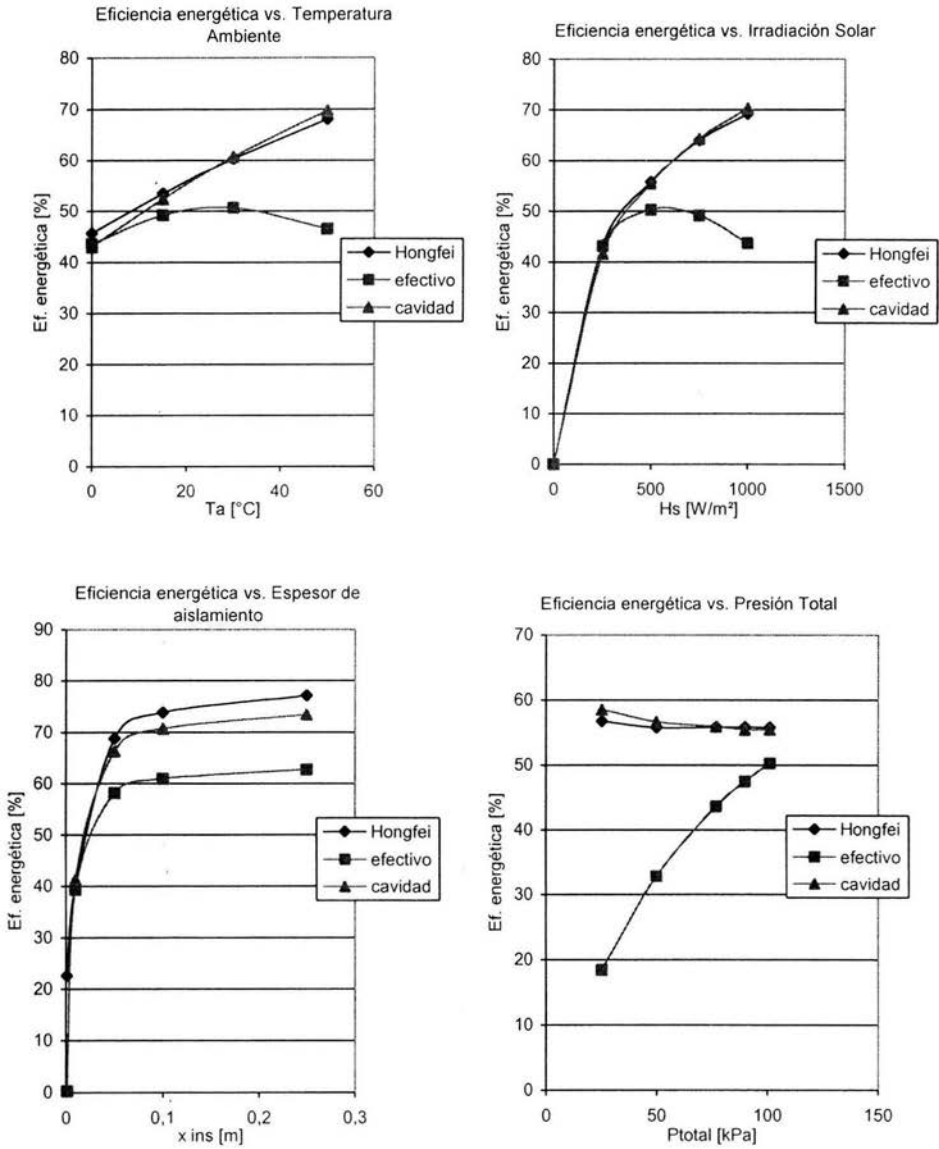 Eficiencia energética vs. Temperatura
Ambiente
80
70
60
50
40
30
20
10
0
Ef. energética [%]
0
20
40
60
Ta [°C]
Hongfei
efectivo
cavidad
Eficiencia energética vs. Irradiación Solar
80
70
60
50
40
30
20
10
0
Ef. energética [%]
0
500
1000
1500
Hs [W/m²]
Hongfei
efectivo
cavidad
Eficiencia energética vs. Espesor de
aislamiento
90
80
70
60
50
40
30
20
10
0
Ef. energética [%]
0
0,1
0,2
0,3
x ins [m]
Hongfei
efectivo
cavidad
Eficiencia energética vs. Presión Total
70
60
50
40
30
20
10
0
Ef. energética [%]
0
50
100
150
Ptotal [kPa]
Hongfei
efectivo
cavidad